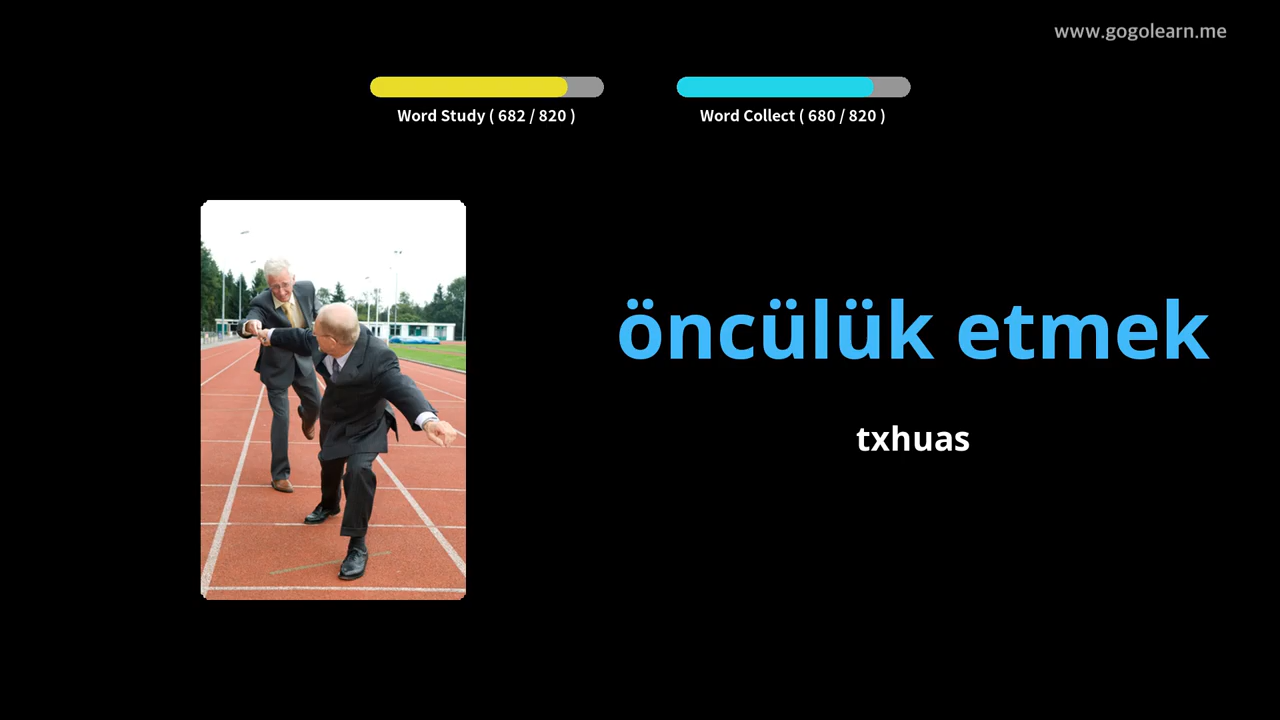 www.gogolearn.me
Word Study ( 682 / 820 )
Word Collect ( 680 / 820 )
öncülük etmek
txhuas